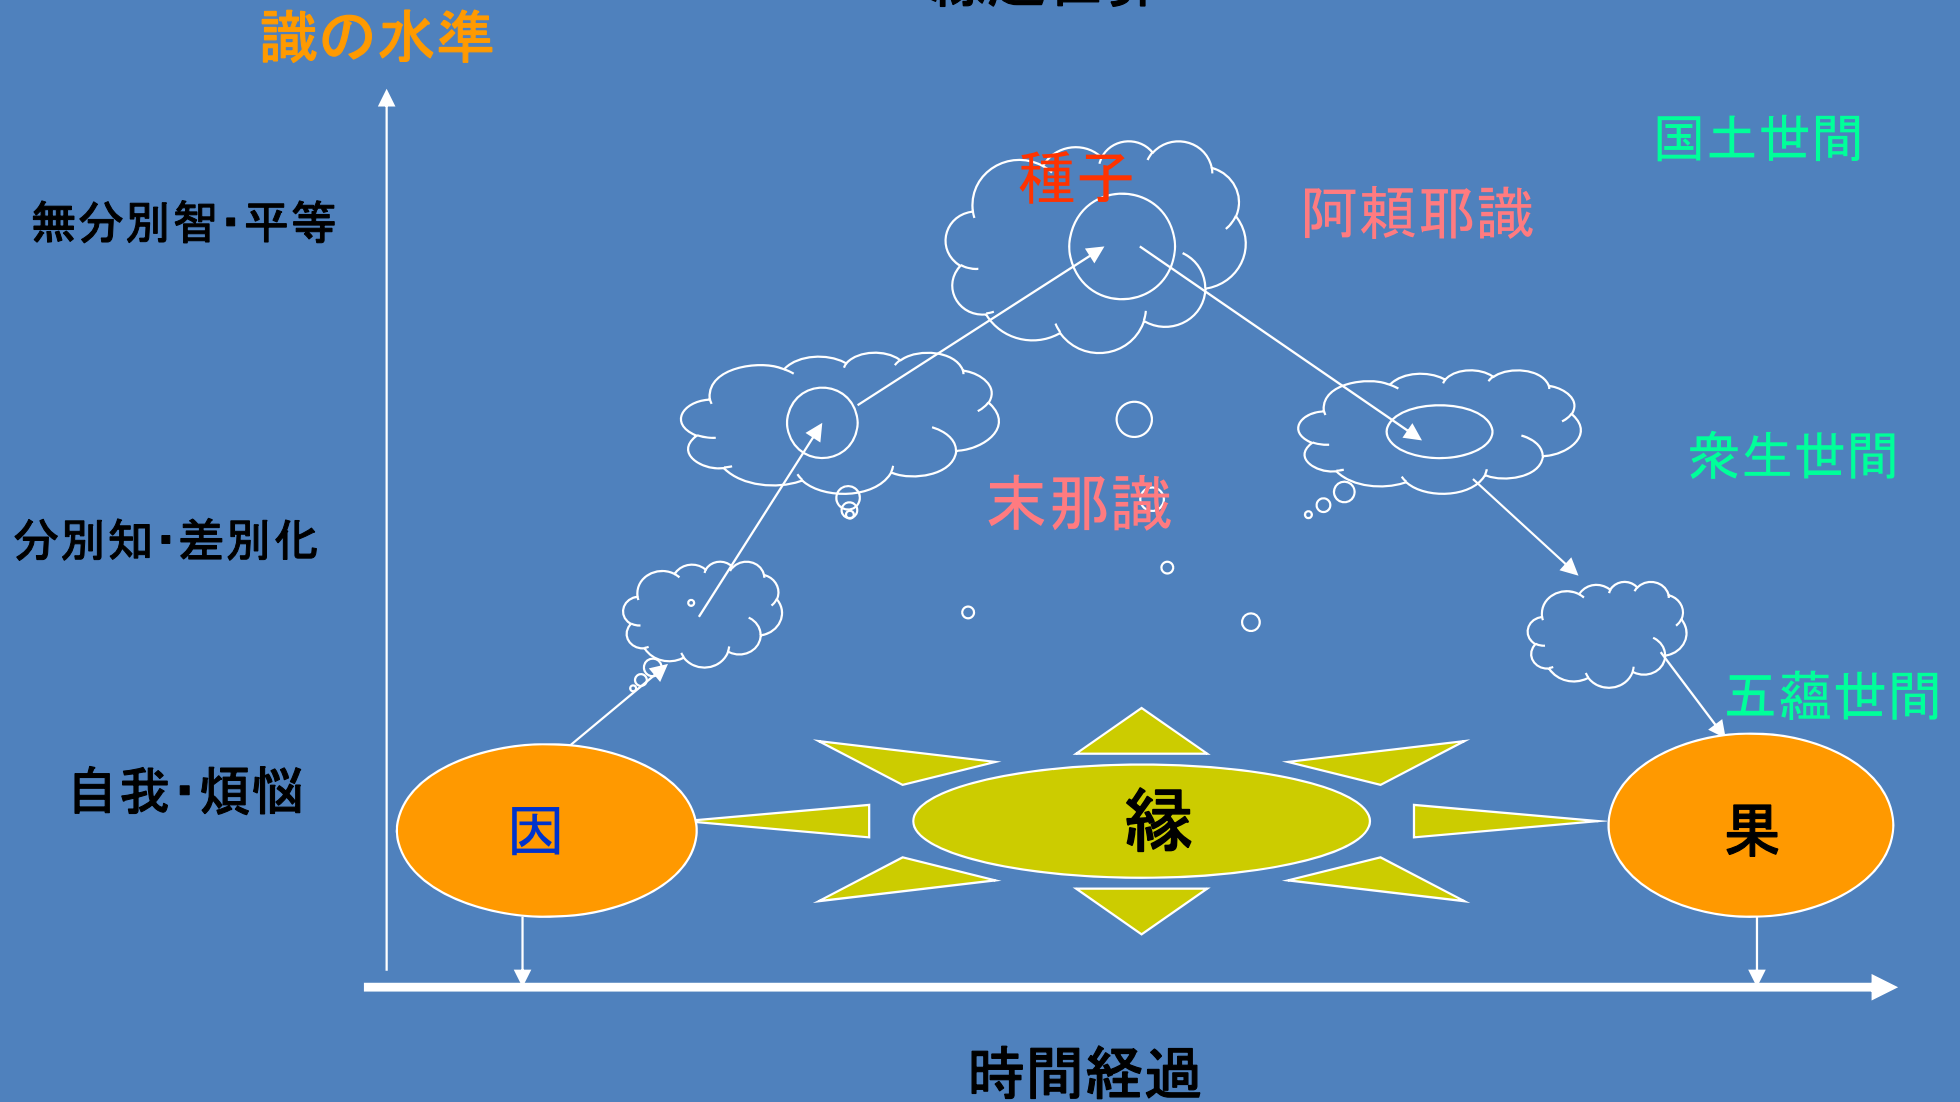 識の水準
国土世間
種子
阿頼耶識
無分別智・平等
衆生世間
末那識
分別知・差別化
五蘊世間
自我・煩悩
因
縁
果
時間経過